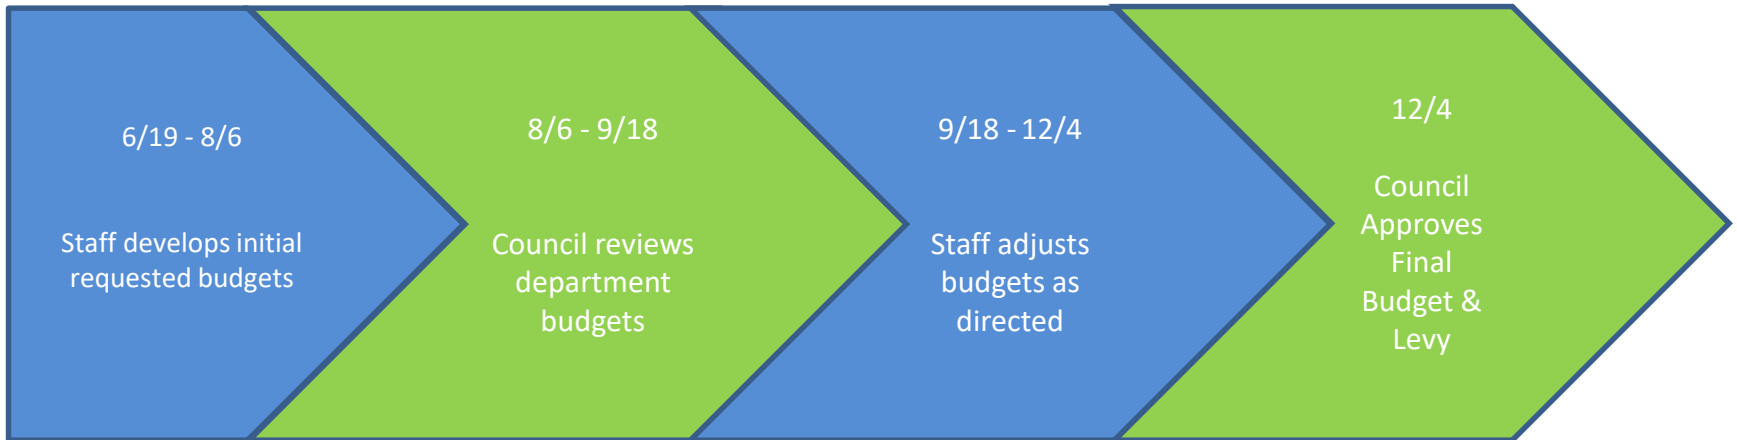 6/19 - 8/6
Staff develops initial
requested budgets
8/6 - 9/18
Council reviews
department
budgets
9/18 - 12/4
Staff adjusts
budgets as
directed
12/4
Council
Approves
Final
Budget &
Levy